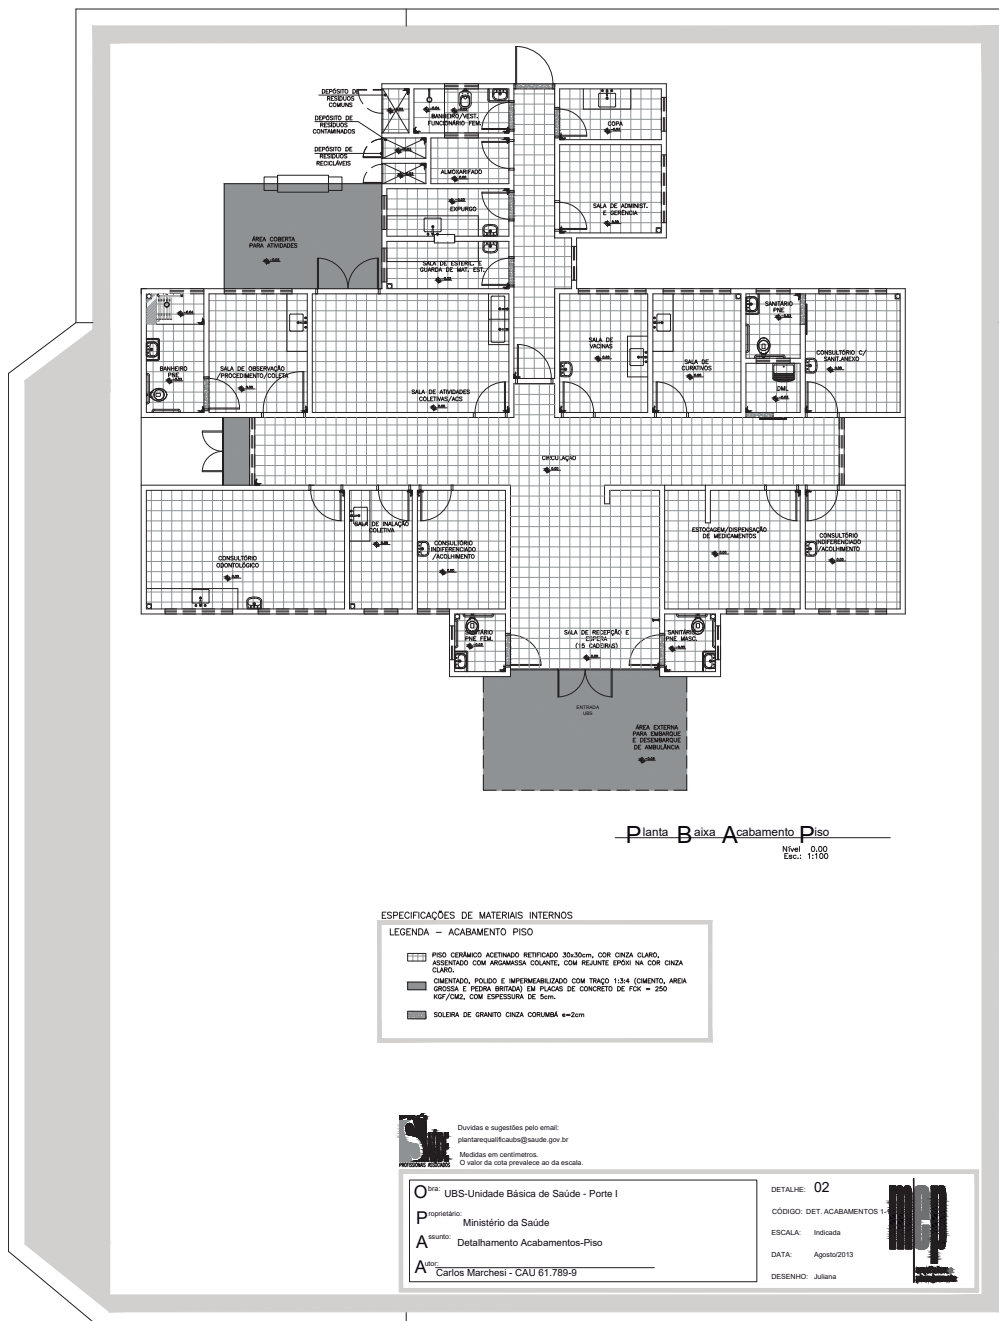 DEPÓSITO DE
RESÍDUOS
COMUNS
DEPÓSITO DE
RESÍDUOS
CONTAMINADOS
DEPÓSITO DE
RESÍDUOS
RECICLÁVEIS
BANHEIRO/VEST.
FUNCIONÁRIO FEM.
COPA
ALMOXARIFADO
EXPURGO
SALA DE ADMINIST.
E GERÊNCIA
ÁREA COBERTA
PARA ATIVIDADES
SALA DE ESTERIL. E
GUARDA DE MAT. EST.
BANHEIRO
PNE
SALA DE OBSERVAÇÃO
/PROCEDIMENTO/COLETA
SALA DE ATIVIDADES
COLETIVAS/ACS
SALA DE
VACINAS
SALA DE
CURATIVOS
SANITÁRIO
PNE
DML
CONSULTÓRIO C/
SANIT.ANEXO
CIRCULAÇÃO
0.00
CONSULTÓRIO
ODONTOLÓGICO
SALA DE INALAÇÃO
COLETIVA
CONSULTÓRIO
INDIFERENCIADO
/ACOLHIMENTO
ESTOCAGEM/DISPENSAÇÃO
DE MEDICAMENTOS
CONSULTÓRIO
INDIFERENCIADO
/ACOLHIMENTO
SANITÁRIO
PNE FEM.
SALA DE RECEPÇÃO E
ESPERA
(15 CADEIRAS)
SANITÁRIO
PNE MASC.
ENTRADA
UBS
ÁREA EXTERNA
PARA EMBARQUE
E DESEMBARQUE
DE AMBULÂNCIA
Planta Baixa Acabamento Piso
Nível 0.00
Esc.: 1:100
ESPECIFICAÇÕES DE MATERIAIS INTERNOS
LEGENDA – ACABAMENTO PISO
PISO CERÂMICO ACETINADO RETIFICADO 30x30cm, COR CINZA CLARO,
ASSENTADO COM ARGAMASSA COLANTE, COM REJUNTE EPÓXI NA COR CINZA
CLARO.
CIMENTADO, POLIDO E IMPERMEABILIZADO COM TRAÇO 1:3:4 (CIMENTO, AREIA
GROSSA E PEDRA BRITADA) EM PLACAS DE CONCRETO DE FCK = 250
KGF/CM2, COM ESPESSURA DE 5cm.
SOLEIRA DE GRANITO CINZA CORUMBÁ e=2cm
PROFISSIONAIS ASSOCIADOS
Duvidas e sugestões pelo email:
plantarequalificaubs@saude.gov.br
Medidas em centímetros.
O valor da cota prevalece ao da escala.
Obra: UBS-Unidade Básica de Saúde - Porte I
Proprietário: Ministério da Saúde
Assunto: Detalhamento Acabamentos-Piso
Autor: Carlos Marchesi - CAU 61.789-9
DETALHE: 02
CÓDIGO: DET. ACABAMENTOS 1-
ESCALA: Indicada
DATA: Agosto/2013
DESENHO: Juliana